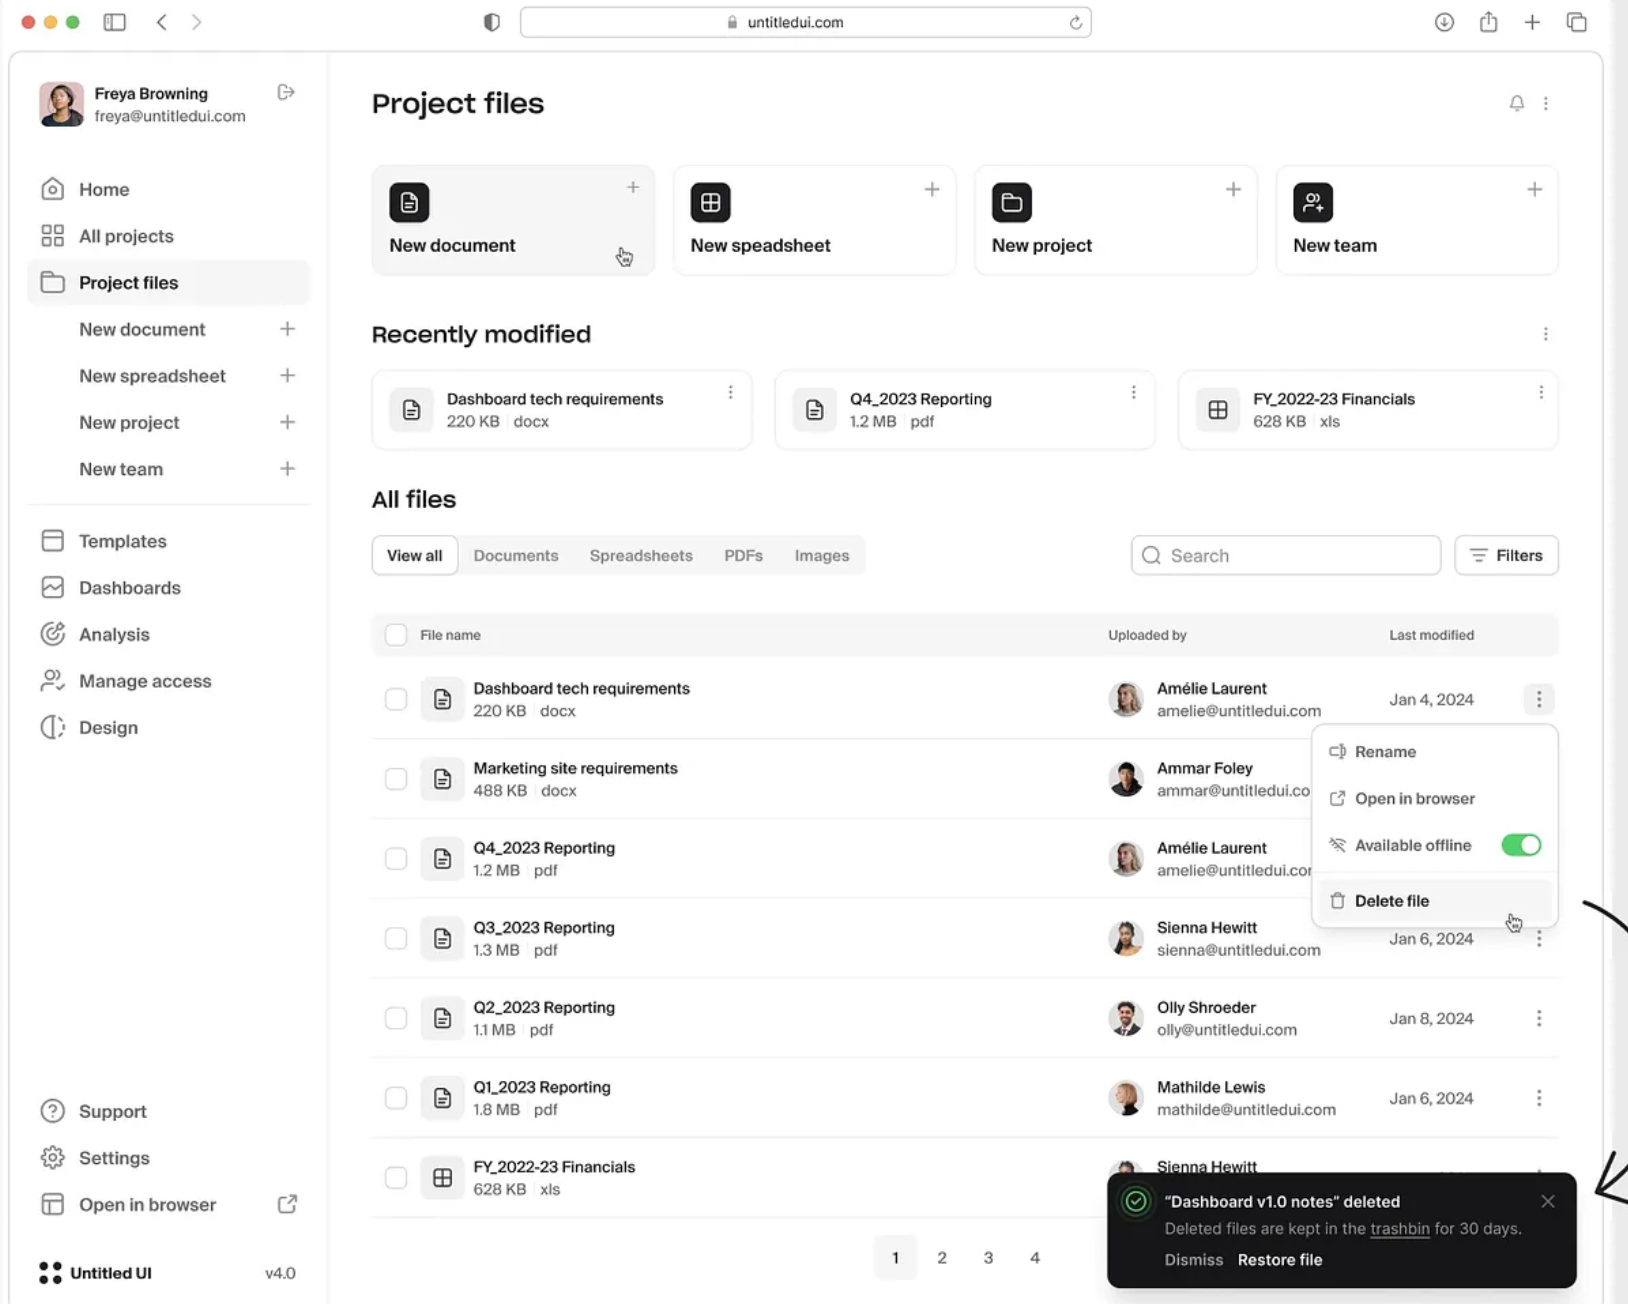 untitledui.com
Freya Browning
freya@untitledui.com
Home
All projects
Project files
New document
New spreadsheet
New project
New team
Templates
Dashboards
Analysis
Manage access
Design
Support
Settings
Open in browser
Untitled UI v4.0
Project files
New document
New speadsheet
New project
New team
Recently modified
Dashboard tech requirements
220 KB docx
Q4_2023 Reporting
1.2 MB pdf
FY_2022-23 Financials
628 KB xls
All files
View all Documents Spreadsheets PDFs Images
Search
Filters
File name Uploaded by Last modified
Dashboard tech requirements
220 KB docx
Amélie Laurent
amelie@untitledui.com
Jan 4, 2024
Rename
Open in browser
Available offline
Delete file
Marketing site requirements
488 KB docx
Ammar Foley
ammar@untitledui.co
Q4_2023 Reporting
1.2 MB pdf
Amélie Laurent
amelie@untitledui.cor
Q3_2023 Reporting
1.3 MB pdf
Sienna Hewitt
sienna@untitledui.com
Jan 6, 2024
Q2_2023 Reporting
1.1 MB pdf
Olly Shroeder
olly@untitledui.com
Jan 8, 2024
Q1_2023 Reporting
1.8 MB pdf
Mathilde Lewis
mathilde@untitledui.com
Jan 6, 2024
FY_2022-23 Financials
628 KB xls
Sienna Hewitt
“Dashboard v1.0 notes” deleted
Deleted files are kept in the trashbin for 30 days.
Dismiss Restore file
1 2 3 4